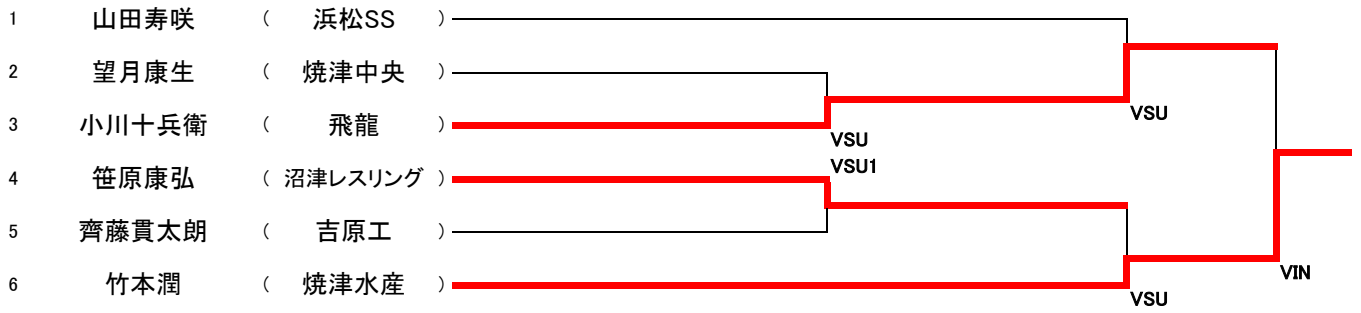 1 山田寿咲 ( 浜松SS )
2 望月康生 ( 焼津中央 )
3 小川十兵衛 ( 飛龍 )
VSU
VSU
4 笹原康弘 ( 沼津レスリング )
VSU1
5 齊藤貫太朗 ( 吉原工 )
6 竹本潤 ( 焼津水産 )
VSU
VIN